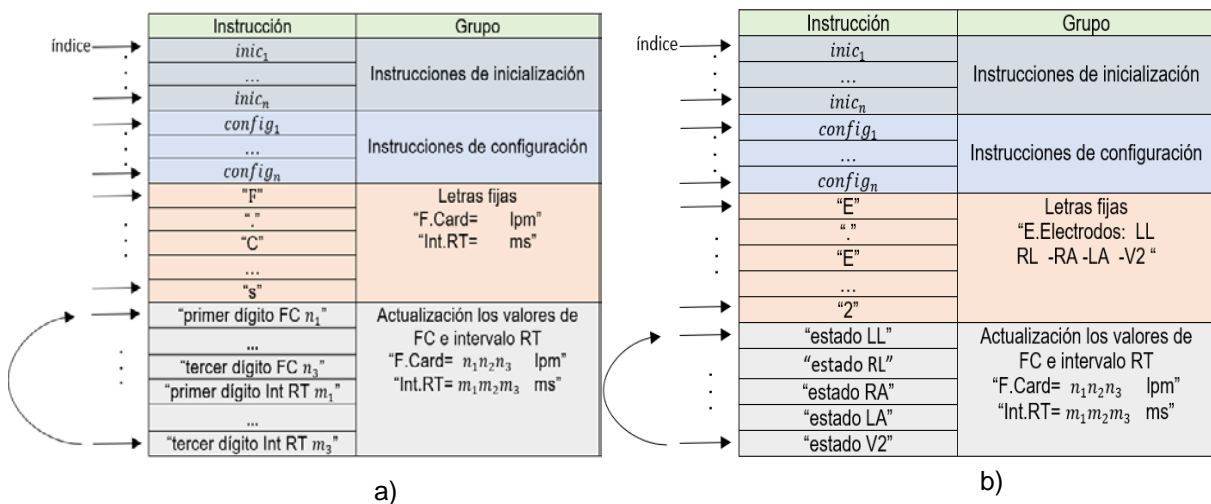 Instrucción Grupo
índice
inic₁
...
inicₙ
Instrucciones de inicialización
config₁
...
configₙ
Instrucciones de configuración
"F"
"."
"C"
...
"s"
Letras fijas
"F.Card= lpm"
"Int.RT= ms"
"primer dígito FC n₁"
...
"tercer dígito FC n₃"
"primer dígito Int RT m₁"
...
"tercer dígito Int RT m₃"
Actualización los valores de
FC e intervalo RT
"F.Card= n₁n₂n₃ lpm"
"Int.RT= m₁m₂m₃ ms"
a)
Instrucción Grupo
índice
inic₁
...
inicₙ
Instrucciones de inicialización
config₁
...
configₙ
Instrucciones de configuración
“E”
“.”
“E”
...
“2”
Letras fijas
“E.Electrodos: LL
RL -RA -LA -V2 “
“estado LL”
“estado RL”
“estado RA”
“estado LA”
“estado V2”
Actualización los valores de
FC e intervalo RT
“F.Card= n₁n₂n₃ lpm”
“Int.RT= m₁m₂m₃ ms”
b)